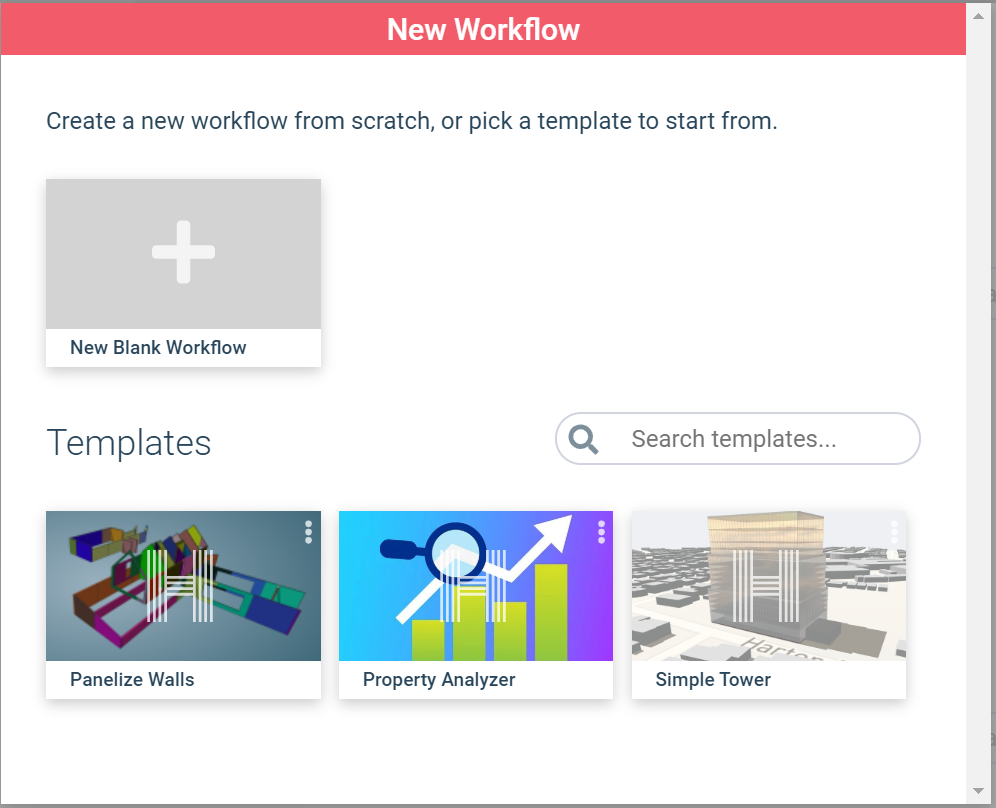 New Workflow
Create a new workflow from scratch, or pick a template to start from.
New Blank Workflow
Templates
Search templates...
H H H
Panelize Walls
Property Analyzer
Simple Tower